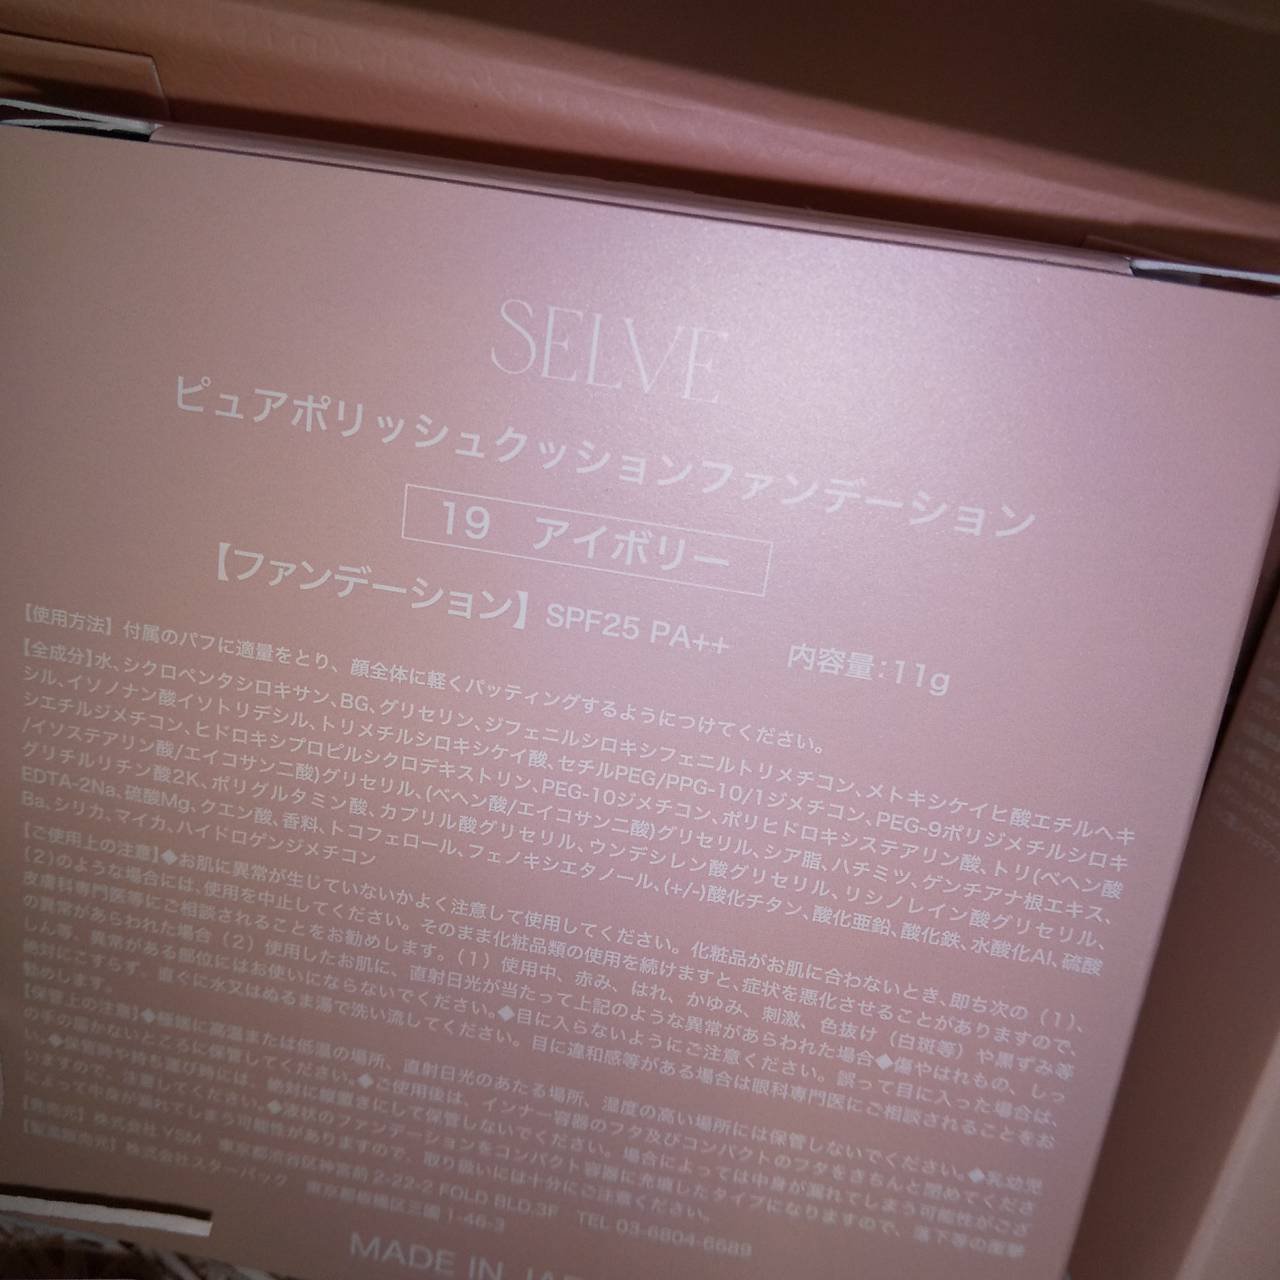 SELVE
ピュアポリッシュクッションファンデーション
19　アイボリー
【ファンデーション】SPF25 PA++　内容量:11g
【使用方法】付属のパフに適量をとり、顔全体に軽くパッティングするようにつけてください。
【全成分】水、シクロペンタシロキサン、BG、グリセリン、ジフェニルシロキシフェニルトリメチコン、メトキシケイヒ酸エチルヘキ
シル、イソノナン酸イソトリデシル、トリメチルシロキシケイ酸、セチルPEG/PPG-10/1ジメチコン、PEG-9ポリジメチルシロキ
シエチルジメチコン、ヒドロキシプロピルシクロデキストリン、PEG-10ジメチコン、ポリヒドロキシステアリン酸、トリ(ベヘン酸
/イソステアリン酸/エイコサン二酸)グリセリル、(ベヘン酸/エイコサン二酸)グリセリル、シア脂、ハチミツ、ゲンチアナ根エキス、
グリチルリチン酸2K、ポリグルタミン酸、カプリル酸グリセリル、ウンデシレン酸グリセリル、リシノレイン酸グリセリル、
EDTA-2Na、硫酸Mg、クエン酸、香料、トコフェロール、フェノキシエタノール、(+/-)酸化チタン、酸化亜鉛、酸化鉄、水酸化Al、硫酸
Ba、シリカ、マイカ、ハイドロゲンジメチコン
【ご使用上の注意】◆お肌に異常が生じていないかよく注意して使用してください。化粧品がお肌に合わないとき、即ち次の（1）、
（2）のような場合には、使用を中止してください。そのまま化粧品類の使用を続けますと、症状を悪化させることがありますので、
皮膚科専門医等にご相談されることをお勧めします。（1）使用中、赤み、はれ、かゆみ、刺激、色抜け（白斑等）や黒ずみ等
の異常があらわれた場合（2）使用したお肌に、直射日光が当たって上記のような異常があらわれた場合◆傷やはれもの、しっ
しん等、異常がある部位にはお使いにならないでください。◆目に入らないようにご注意ください。誤って目に入った場合は、
絶対にこすらず、直ぐに水又はぬるま湯で洗い流してください。目に違和感等がある場合は眼科専門医にご相談されることをお
勧めします。
【保管上の注意】◆極端に高温または低温の場所、直射日光のあたる場所、湿度の高い場所には保管しないでください。◆乳幼児
の手の届かないところに保管してください。◆ご使用後は、インナー容器のフタ及びコンパクトのフタをきちんと閉めてくださ
い。◆保管時や持ち運び時には、絶対に縦置きにして保管しないでください。場合によっては中身が漏れてしまう可能性がござ
いますので、注意してください。◆液状のファンデーションをコンパクト容器に充填したタイプになりますので、落下等の衝撃
によって中身が漏れてしまう可能性がありますので、取り扱いには十分にご注意ください。
【発売元】株式会社 YSM　東京都渋谷区神宮前 2-22-2 FOLD BLD.3F　TEL 03-6804-6689
【製造販売元】株式会社スターパック　東京都板橋区三園 1-46-3
MADE IN